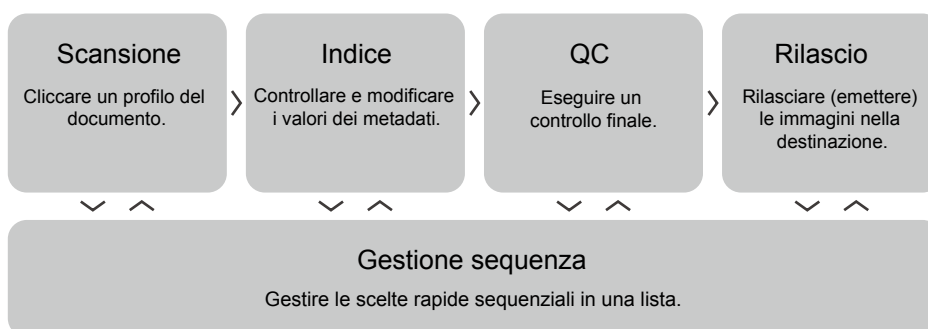 Scansione
Cliccare un profilo del
documento.
Indice
Controllare e modificare
i valori dei metadati.
QC
Eseguire un
controllo finale.
Rilascio
Rilasciare (emettere)
le immagini nella
destinazione.
Gestione sequenza
Gestire le scelte rapide sequenziali in una lista.